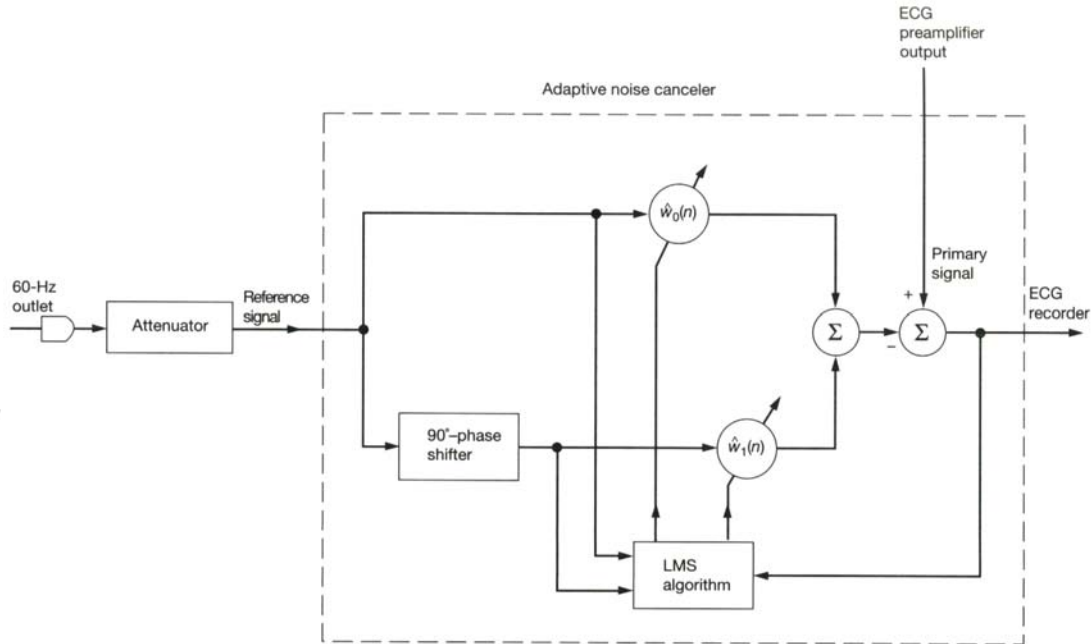 ECG
preamplifier
output
Adaptive noise canceler
ŵ₀(n)
Primary
signal
60-Hz
outlet
Attenuator
Reference
signal
+
ECG
recorder
Σ
−
Σ
90°–phase
shifter
ŵ₁(n)
LMS
algorithm